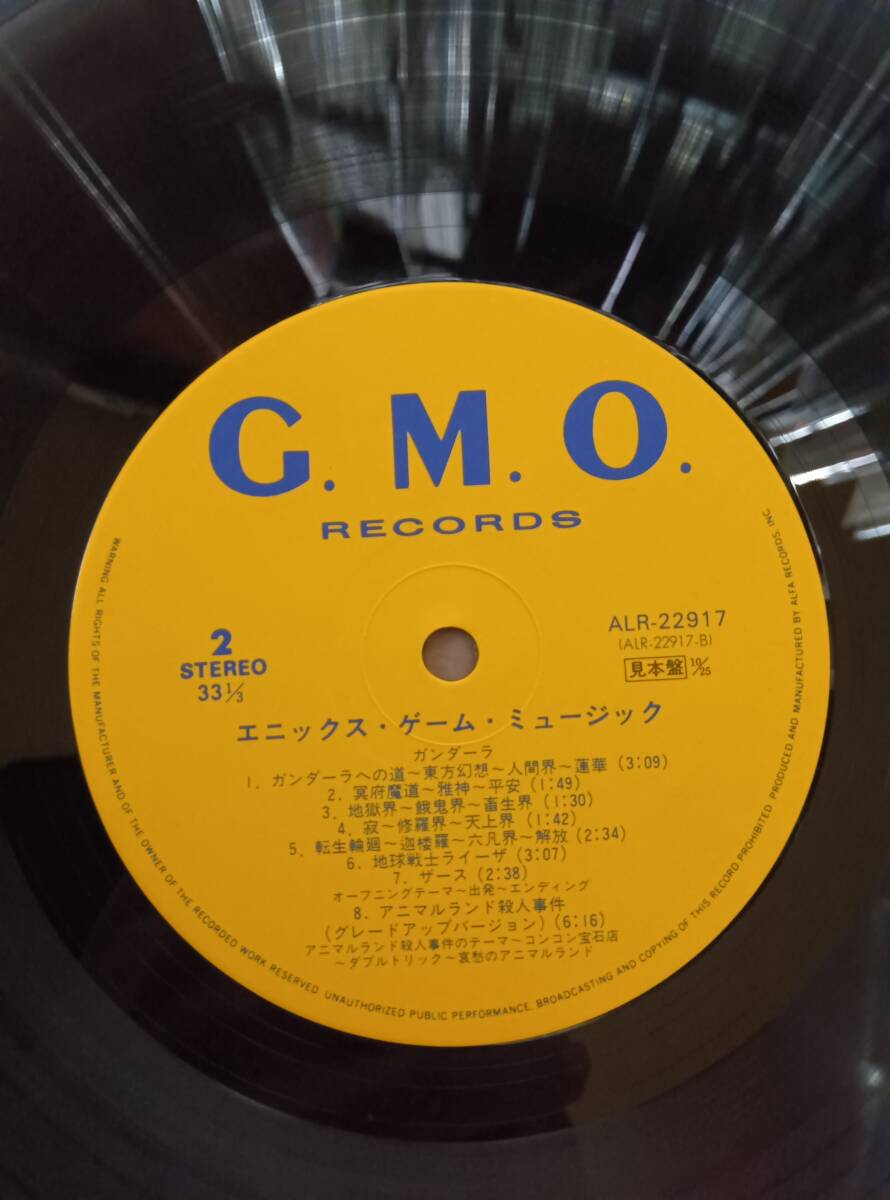 G. M. O.
RECORDS
2
STEREO
33 1/3
ALR-22917
(ALR-22917-B)
見本盤 10/25
エニックス・ゲーム・ミュージック
ガンダーラ
1. ガンダーラへの道～東方幻想～人間界～蓮華 (3:09)
2. 冥府魔道～雅神～平安 (1:49)
3. 地獄界～餓鬼界～畜生界 (1:30)
4. 寂～修羅界～天上界 (1:42)
5. 転生輪廻～迦楼羅～六凡界～解放 (2:34)
6. 地球戦士ライーザ (3:07)
7. ザース (2:38)
オープニングテーマ～出発～エンディング
8. アニマルランド殺人事件
(グレードアップバージョン) (6:16)
アニマルランド殺人事件のテーマ～コンコン宝石店
～ダブルトリック～哀愁のアニマルランド
WARNING ALL RIGHTS OF THE MANUFACTURER AND OF THE OWNER OF THE RECORDED WORK RESERVED. UNAUTHORIZED PUBLIC PERFORMANCE, BROADCASTING AND COPYING OF THIS RECORD PROHIBITED. PRODUCED AND MANUFACTURED BY ALFA RECORDS, INC